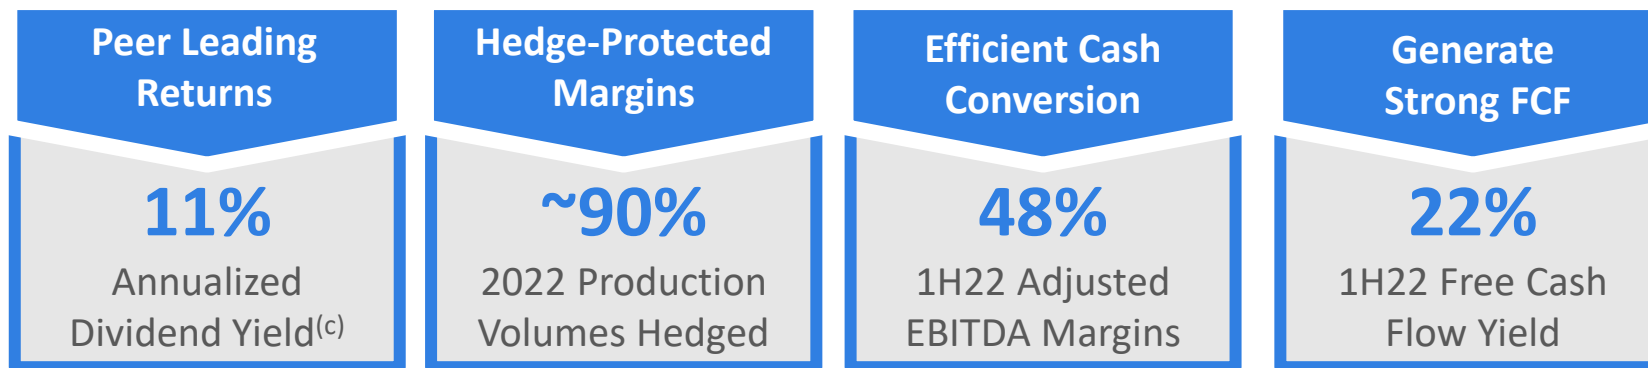 Peer Leading
Returns
11%
Annualized
Dividend Yield(c)
Hedge-Protected
Margins
~90%
2022 Production
Volumes Hedged
Efficient Cash
Conversion
48%
1H22 Adjusted
EBITDA Margins
Generate
Strong FCF
22%
1H22 Free Cash
Flow Yield